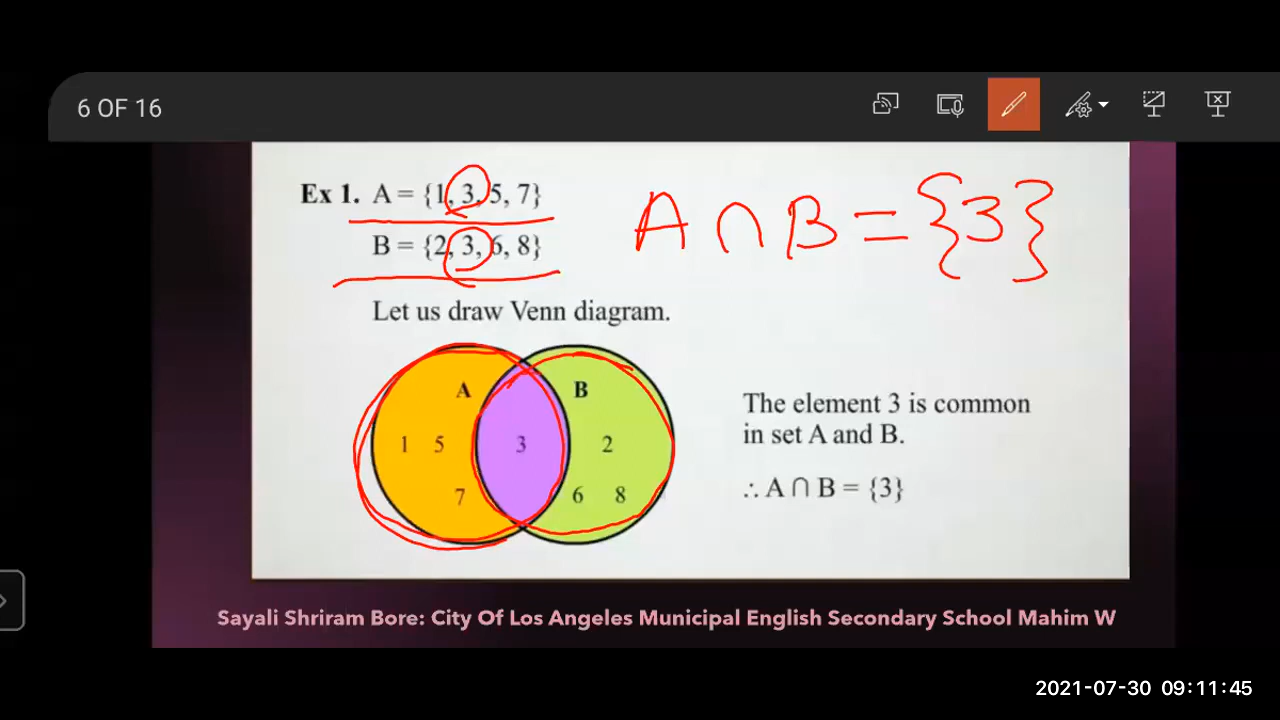 6 OF 16
Ex 1. A = {1, 3, 5, 7}
B = {2, 3, 6, 8}
A ∩ B = {3}
Let us draw Venn diagram.
A B
1 5 3 2
7 6 8
The element 3 is common
in set A and B.
∴ A ∩ B = {3}
Sayali Shriram Bore: City Of Los Angeles Municipal English Secondary School Mahim W
2021-07-30 09:11:45